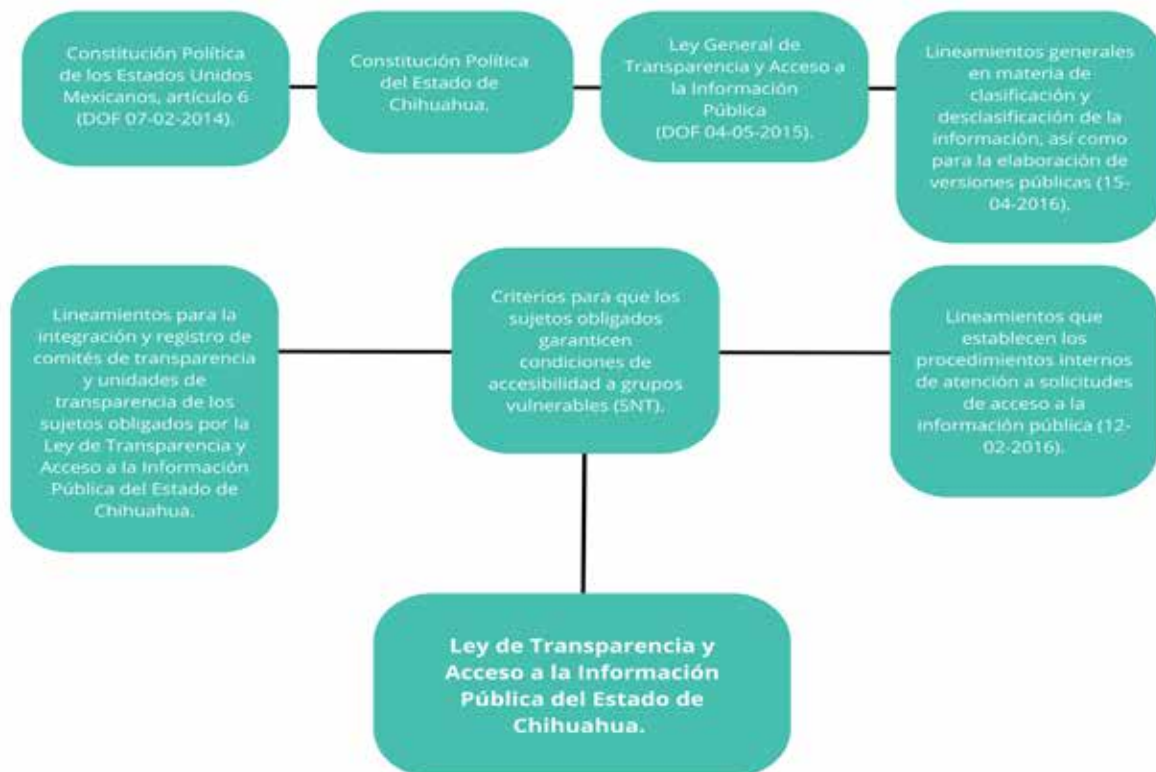 Constitución Política
de los Estados Unidos
Mexicanos, artículo 6
(DOF 07-02-2014).
Constitución Política
del Estado de
Chihuahua.
Ley General de
Transparencia y Acceso a
la Información
Pública
(DOF 04-05-2015).
Lineamientos generales
en materia de
clasificación y
desclasificación de la
información, así como
para la elaboración de
versiones públicas (15-
04-2016).
Lineamientos para la
integración y registro de
comités de transparencia
y unidades de
transparencia de los
sujetos obligados por la
Ley de Transparencia y
Acceso a la Información
Pública del Estado de
Chihuahua.
Criterios para que los
sujetos obligados
garanticen
condiciones de
accesibilidad a grupos
vulnerables (SNT).
Lineamientos que
establecen los
procedimientos internos
de atención a solicitudes
de acceso a la
información pública (12-
02-2016).
Ley de Transparencia y
Acceso a la Información
Pública del Estado de
Chihuahua.